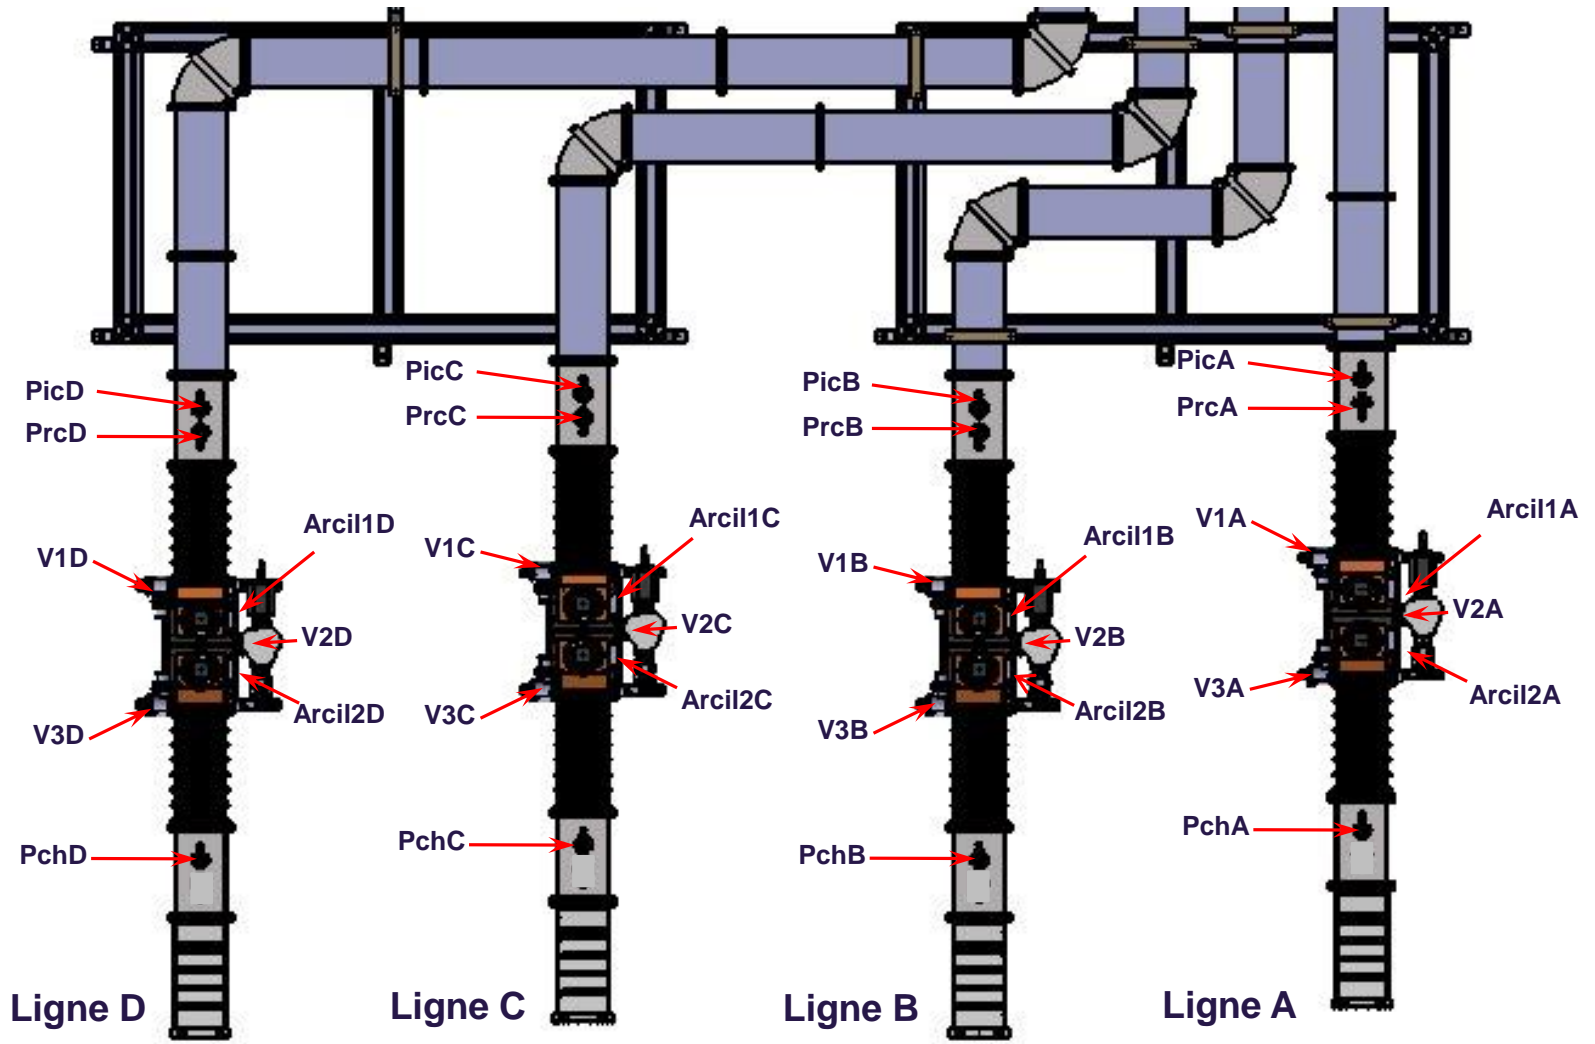 PicD
PrcD
Arcil1D
V1D
V2D
Arcil2D
V3D
PchD
Ligne D
PicC
PrcC
Arcil1C
V1C
V2C
Arcil2C
V3C
PchC
Ligne C
PicB
PrcB
Arcil1B
V1B
V2B
Arcil2B
V3B
PchB
Ligne B
PicA
PrcA
Arcil1A
V1A
V2A
V3A
Arcil2A
PchA
Ligne A